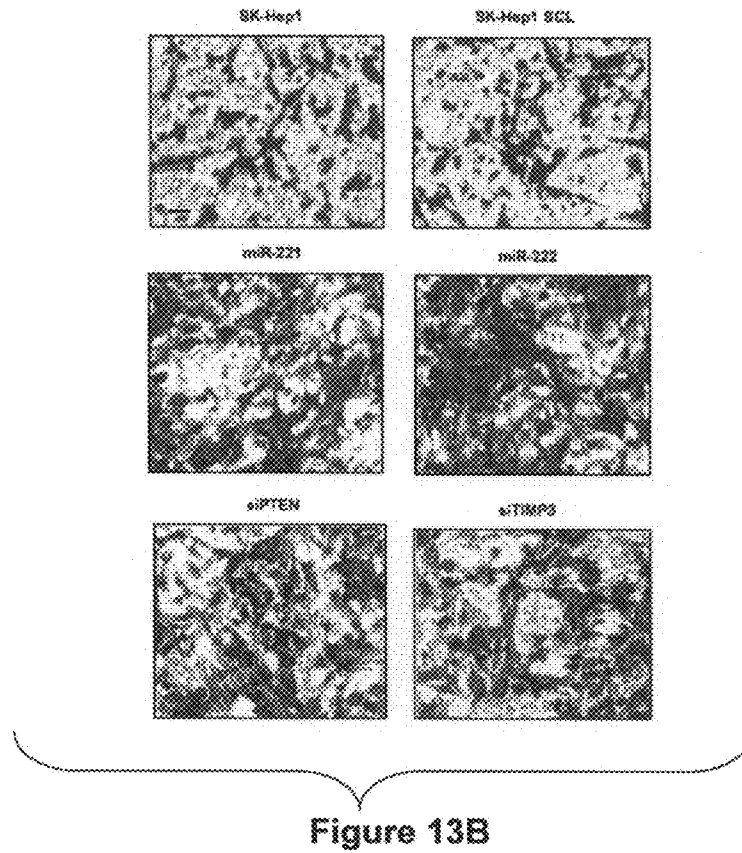 SK-Hep1
SK-Hep1 SCL
miR-221
miR-222
siPTEN
siTIMP3
Figure 13B